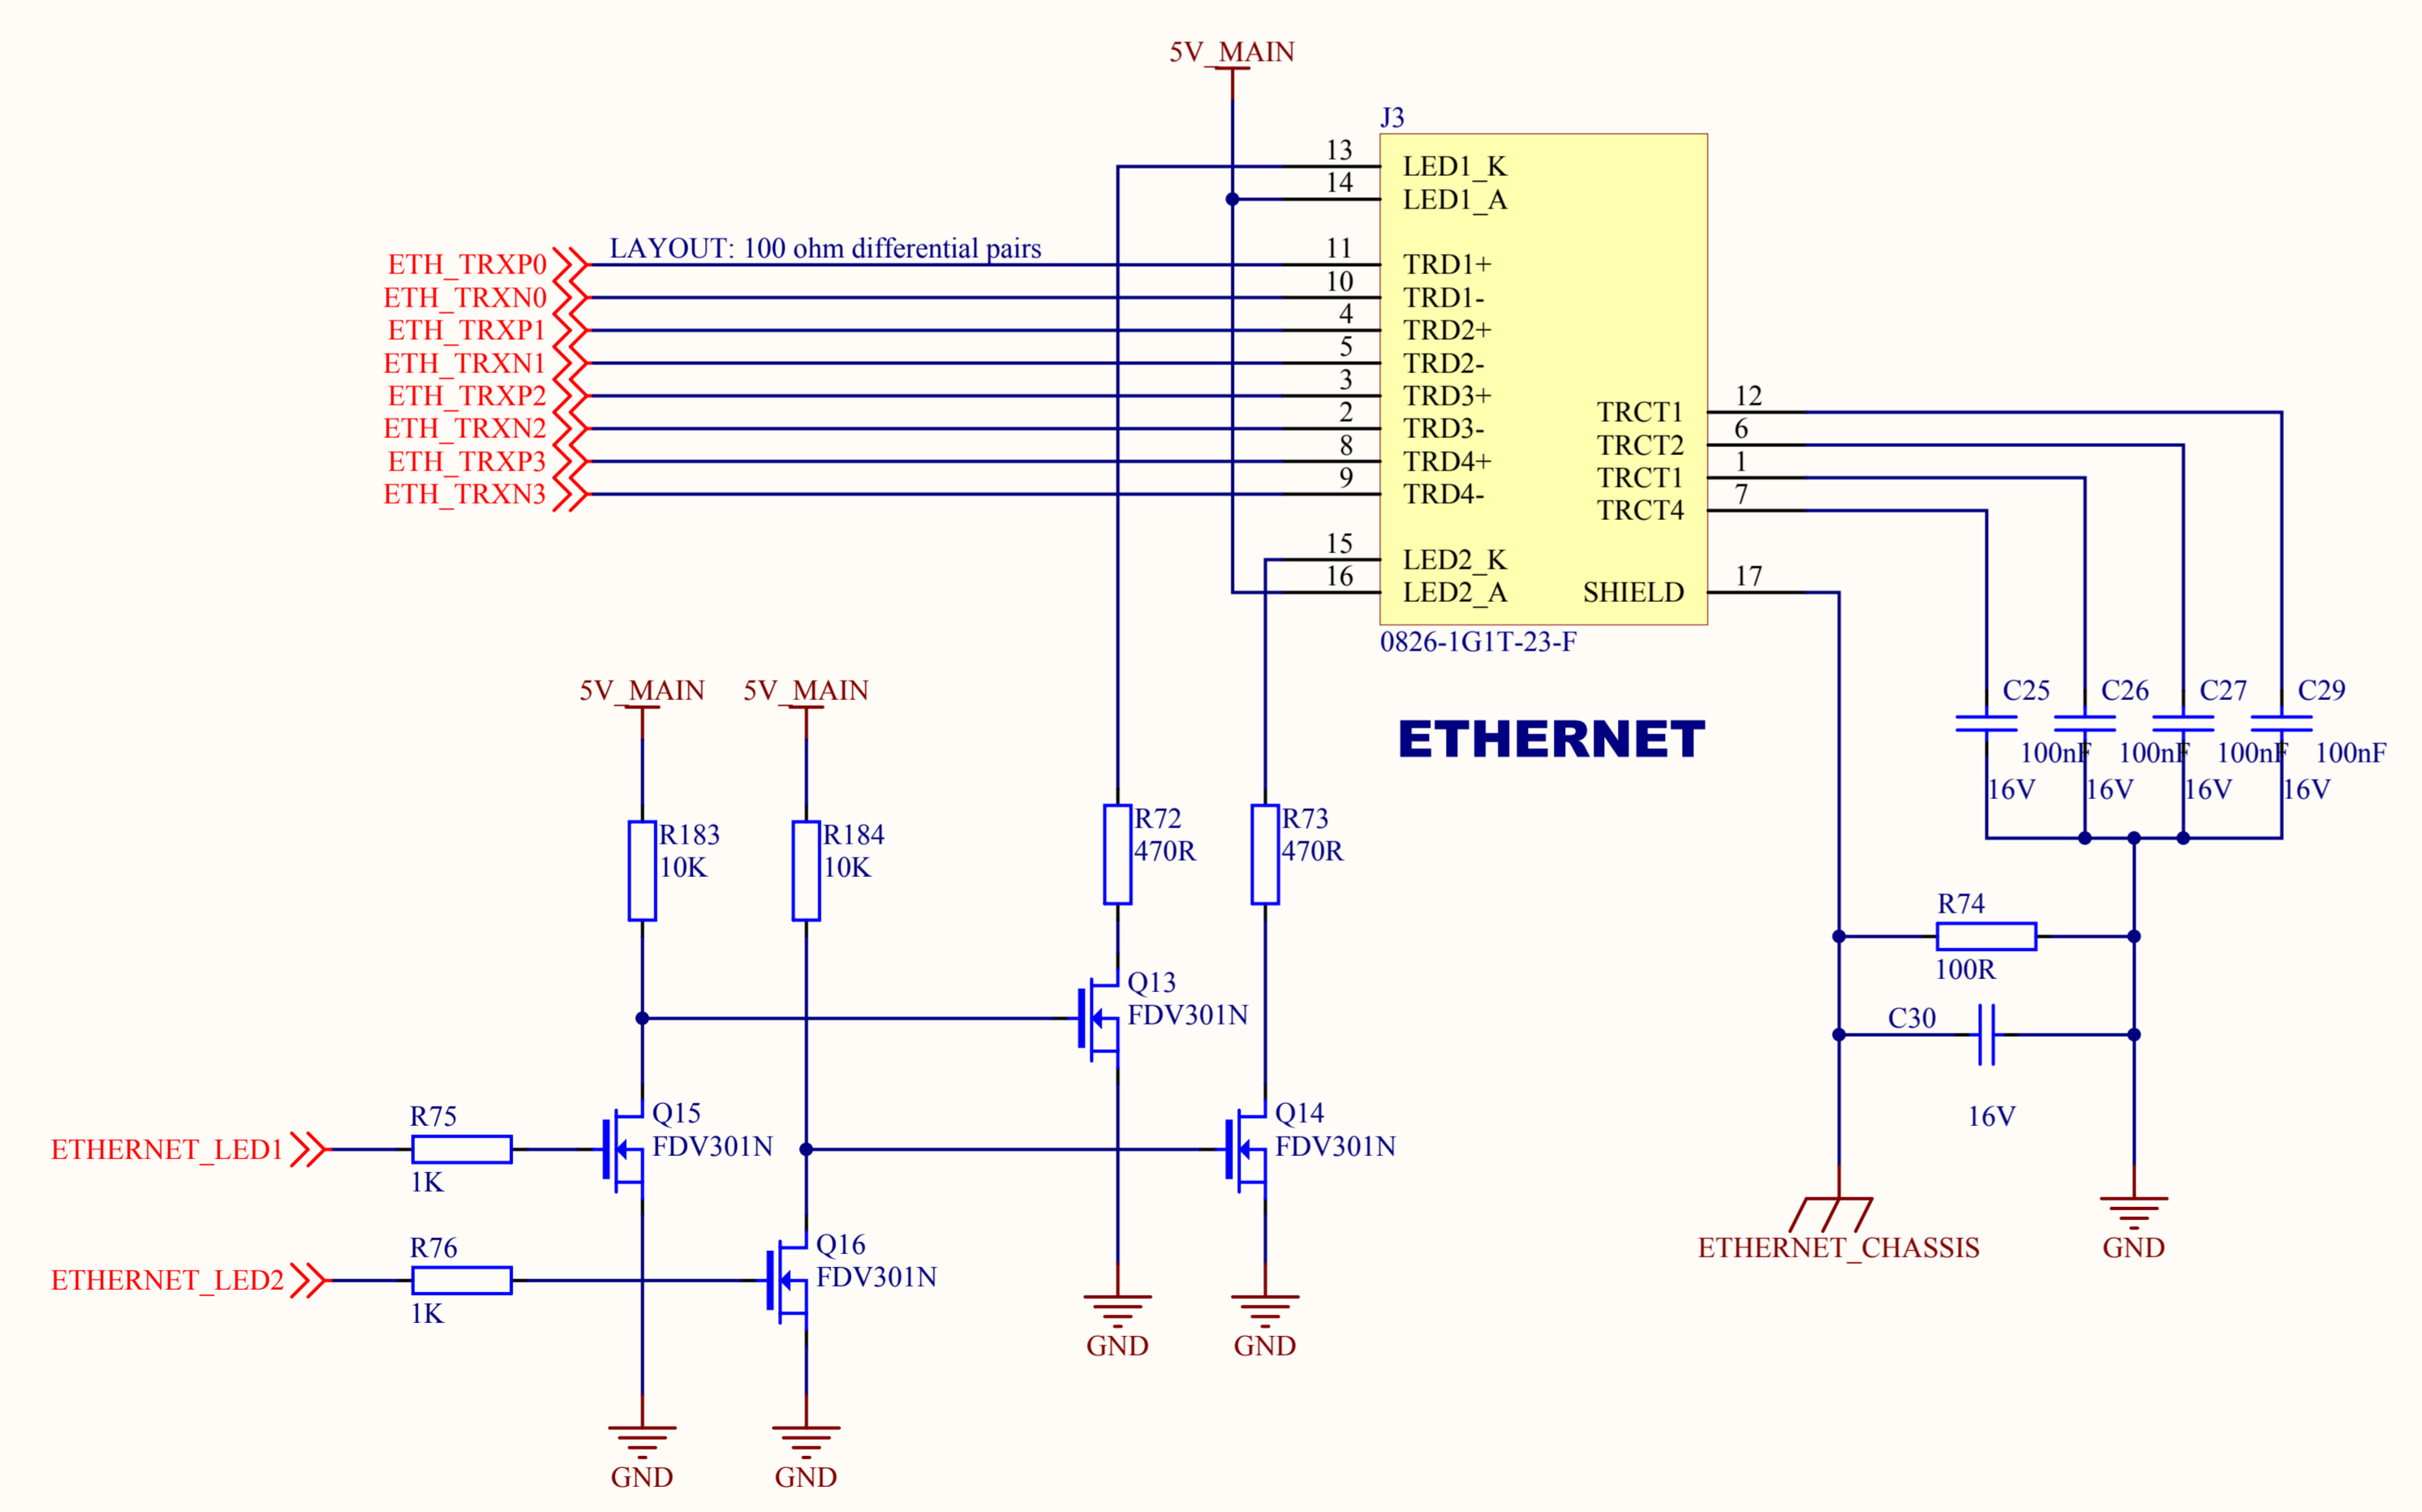 5V_MAIN
J3
13
LED1_K
14
LED1_A
LAYOUT: 100 ohm differential pairs
ETH_TRXP0
11
TRD1+
ETH_TRXN0
10
TRD1-
ETH_TRXP1
4
TRD2+
ETH_TRXN1
5
TRD2-
ETH_TRXP2
3
TRD3+
ETH_TRXN2
2
TRD3-
ETH_TRXP3
8
TRD4+
ETH_TRXN3
9
TRD4-
TRCT1
12
TRCT2
6
TRCT1
1
TRCT4
7
15
LED2_K
16
LED2_A
SHIELD
17
0826-1G1T-23-F
ETHERNET
5V_MAIN
5V_MAIN
C25
100nF
16V
C26
100nF
16V
C27
100nF
16V
C29
100nF
16V
R183
10K
R184
10K
R72
470R
R73
470R
R74
100R
C30
16V
Q13
FDV301N
Q15
FDV301N
Q14
FDV301N
ETHERNET_LED1
R75
1K
ETHERNET_LED2
R76
1K
Q16
FDV301N
ETHERNET_CHASSIS
GND
GND
GND
GND
GND